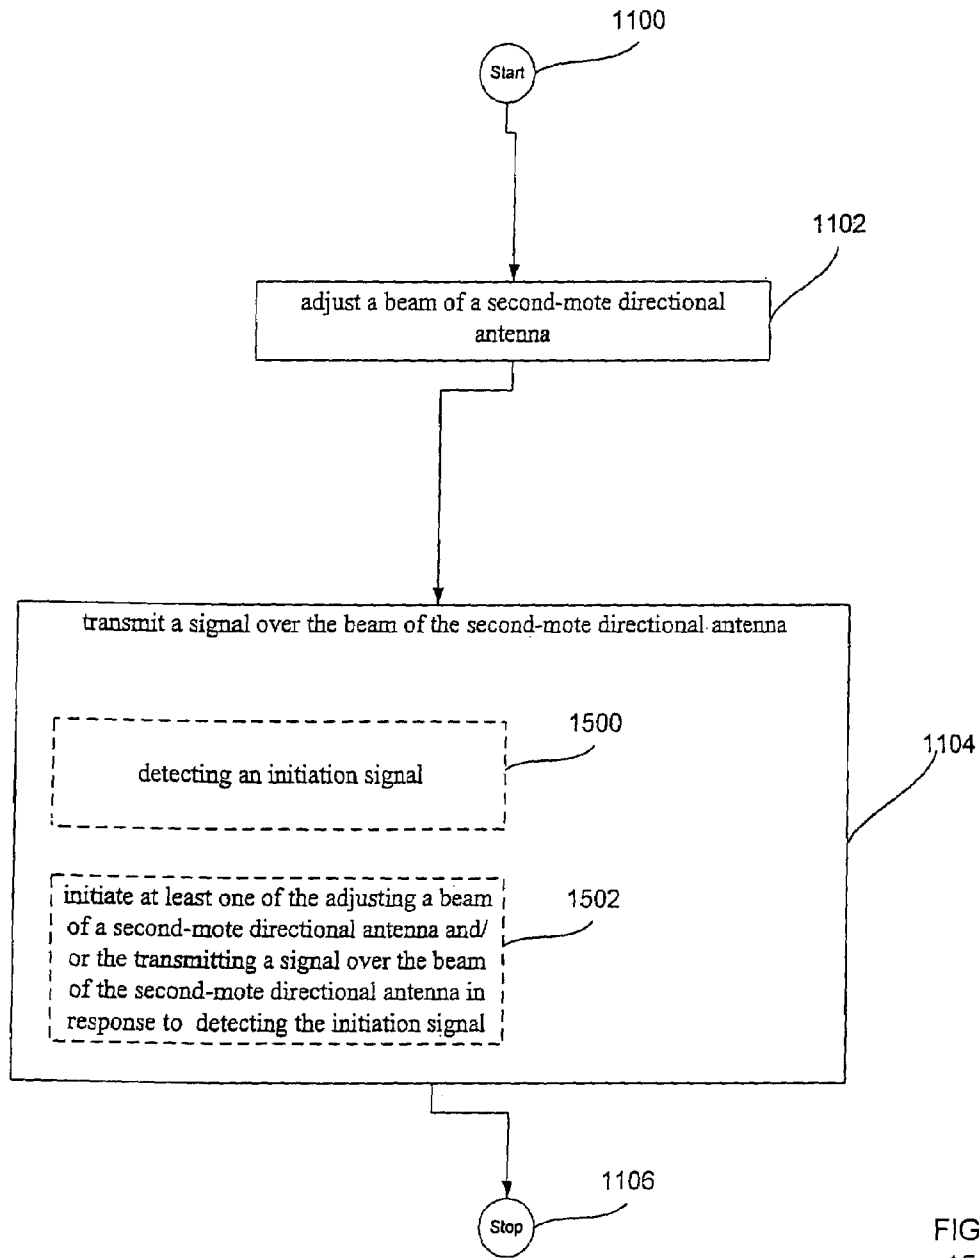 1100
Start
1102
adjust a beam of a second-mote directional
antenna
transmit a signal over the beam of the second-mote directional antenna
1500
detecting an initiation signal
1104
1502
initiate at least one of the adjusting a beam
of a second-mote directional antenna and/
or the transmitting a signal over the beam
of the second-mote directional antenna in
response to detecting the initiation signal
1106
Stop
FIG